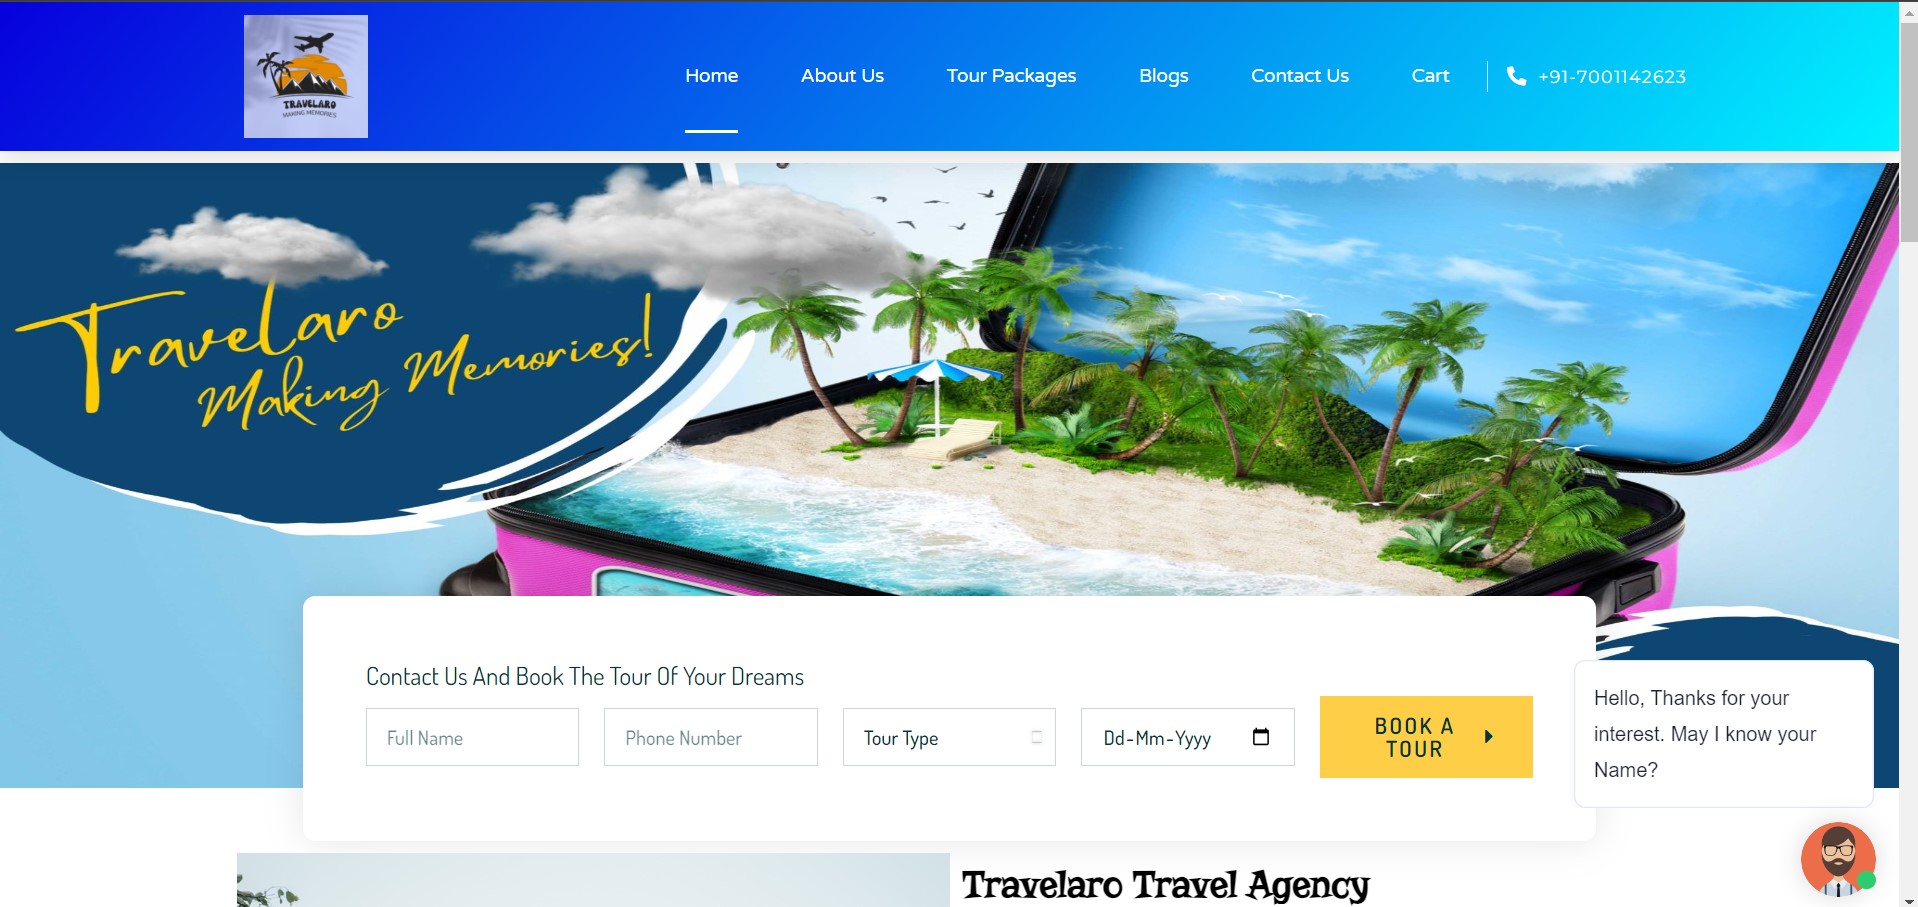 TRAVELARO
MAKING MEMORIES
Home
About Us
Tour Packages
Blogs
Contact Us
Cart
+91-7001142623
Travelaro
Making Memories!
Contact Us And Book The Tour Of Your Dreams
Full Name
Phone Number
Tour Type
Dd-Mm-Yyyy
BOOK A
TOUR
Hello, Thanks for your
interest. May I know your
Name?
Travelaro Travel Agency